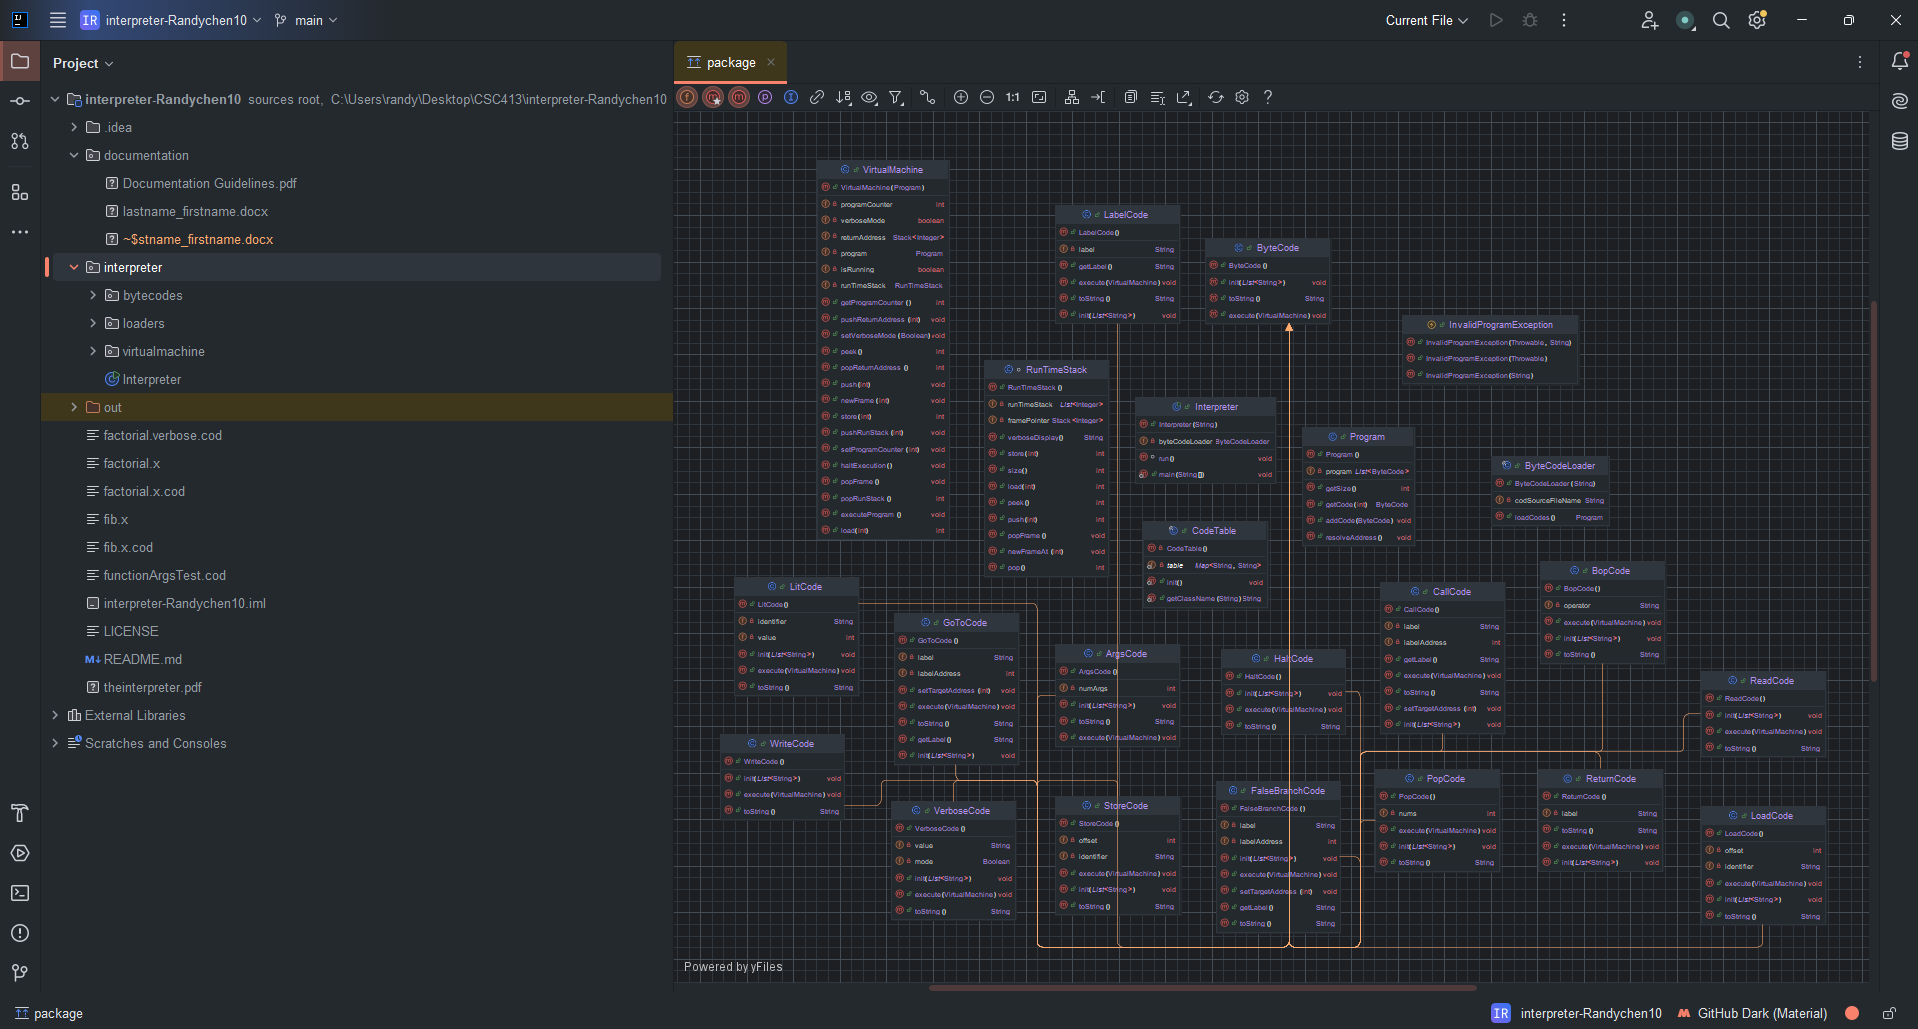 IR interpreter-Randychen10 main
Current File
Project
interpreter-Randychen10 sources root, C:\Users\randy\Desktop\CSC413\interpreter-Randychen10
.idea
documentation
Documentation Guidelines.pdf
lastname_firstname.docx
~$stname_firstname.docx
interpreter
bytecodes
loaders
virtualmachine
Interpreter
out
factorial.verbose.cod
factorial.x
factorial.x.cod
fib.x
fib.x.cod
functionArgsTest.cod
interpreter-Randychen10.iml
LICENSE
README.md
theinterpreter.pdf
External Libraries
Scratches and Consoles
package
1:1
VirtualMachine
VirtualMachine(Program)
programCounter int
verboseMode boolean
returnAddress Stack<Integer>
program Program
isRunning boolean
runTimeStack RunTimeStack
getProgramCounter () int
pushReturnAddress (int) void
setVerboseMode (Boolean) void
peek() int
popReturnAddress () int
push(int) void
newFrame (int) void
store(int) int
pushRunStack (int) void
setProgramCounter (int) void
haltExecution() void
popFrame () void
popRunStack () int
executeProgram () void
load(int) int
LabelCode
LabelCode()
label String
getLabel() String
execute(VirtualMachine) void
toString() String
init(List<String>) void
ByteCode
ByteCode ()
init(List<String>) void
toString() String
execute(VirtualMachine) void
InvalidProgramException
InvalidProgramException(Throwable, String)
InvalidProgramException(Throwable)
InvalidProgramException(String)
RunTimeStack
RunTimeStack ()
runTimeStack List<Integer>
framePointer Stack<Integer>
verboseDisplay() String
store(int) int
size() int
load(int) int
peek() int
push(int) int
popFrame () void
newFrameAt (int) void
pop() int
Interpreter
Interpreter(String)
byteCodeLoader ByteCodeLoader
run() void
main(String[]) void
Program
Program()
program List<ByteCode>
getSize() int
getCode(int) ByteCode
addCode(ByteCode) void
resolveAddress() void
ByteCodeLoader
ByteCodeLoader(String)
codSourceFileName String
loadCodes() Program
CodeTable
CodeTable()
table Map<String, String>
init() void
getClassName (String) String
LitCode
LitCode()
identifier String
value int
init(List<String>) void
execute(VirtualMachine) void
toString() String
GoToCode
GoToCode ()
label String
labelAddress int
setTargetAddress (int) void
execute(VirtualMachine) void
toString() String
getLabel() String
init(List<String>) void
ArgsCode
ArgsCode()
numArgs int
init(List<String>) void
toString() String
execute(VirtualMachine) void
HaltCode
HaltCode()
init(List<String>) void
execute(VirtualMachine) void
toString() String
CallCode
CallCode()
label String
labelAddress int
getLabel() String
execute(VirtualMachine) void
toString() String
setTargetAddress (int) void
init(List<String>) void
BopCode
BopCode()
operator String
execute(VirtualMachine) void
init(List<String>) void
toString() String
ReadCode
ReadCode()
init(List<String>) void
execute(VirtualMachine) void
toString() String
WriteCode
WriteCode ()
init(List<String>) void
execute(VirtualMachine) void
toString() String
VerboseCode
VerboseCode ()
value String
mode Boolean
init(List<String>) void
execute(VirtualMachine) void
toString() String
StoreCode
StoreCode ()
offset int
identifier String
execute(VirtualMachine) void
init(List<String>) void
toString() String
FalseBranchCode
FalseBranchCode ()
label String
labelAddress int
init(List<String>) void
execute(VirtualMachine) void
setTargetAddress (int) void
getLabel() String
toString() String
PopCode
PopCode()
nums int
execute(VirtualMachine) void
init(List<String>) void
toString() String
ReturnCode
ReturnCode ()
label String
toString() String
execute(VirtualMachine) void
init(List<String>) void
LoadCode
LoadCode()
offset int
identifier String
execute(VirtualMachine) void
init(List<String>) void
toString() String
Powered by yFiles
package
IR interpreter-Randychen10 GitHub Dark (Material)